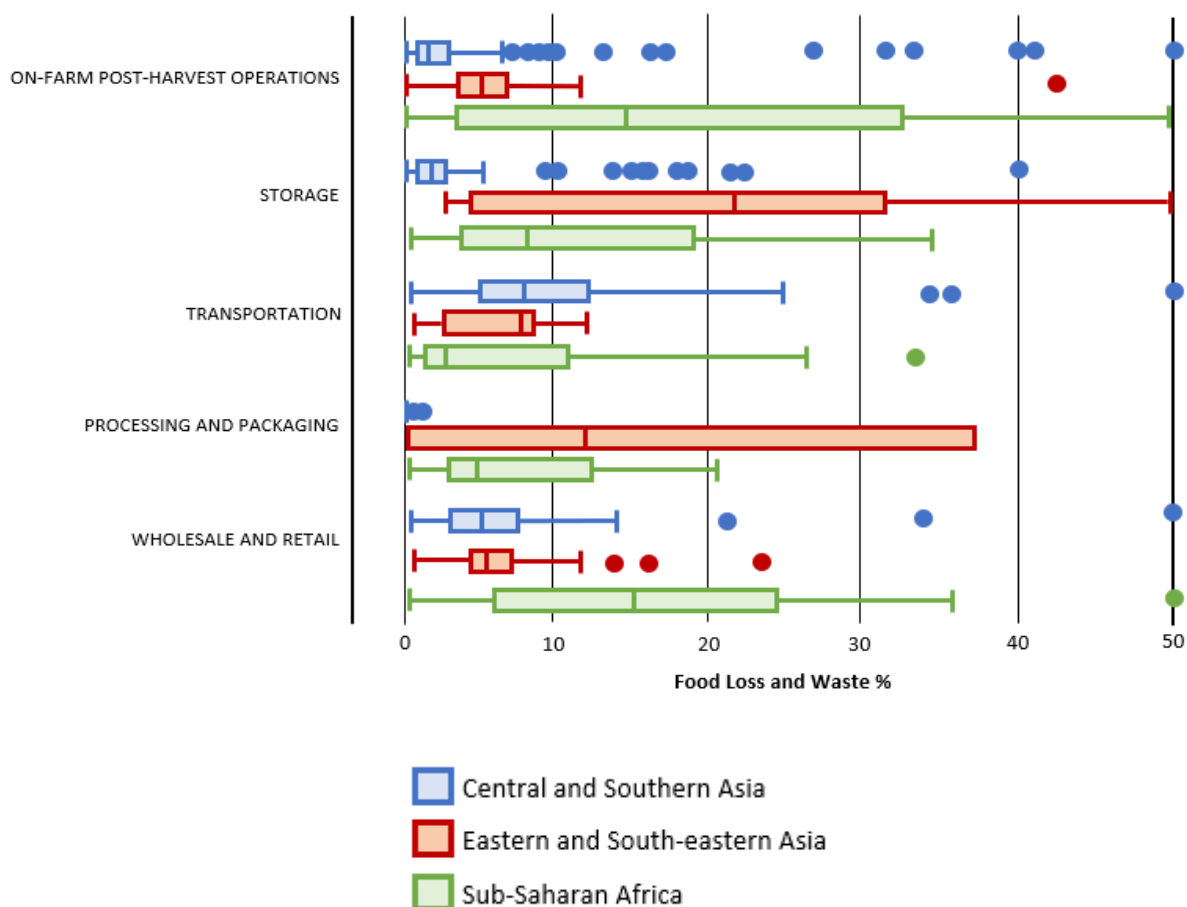 ON-FARM POST-HARVEST OPERATIONS
STORAGE
TRANSPORTATION
PROCESSING AND PACKAGING
WHOLESALE AND RETAIL
0 10 20 30 40 50
Food Loss and Waste %
Central and Southern Asia
Eastern and South-eastern Asia
Sub-Saharan Africa